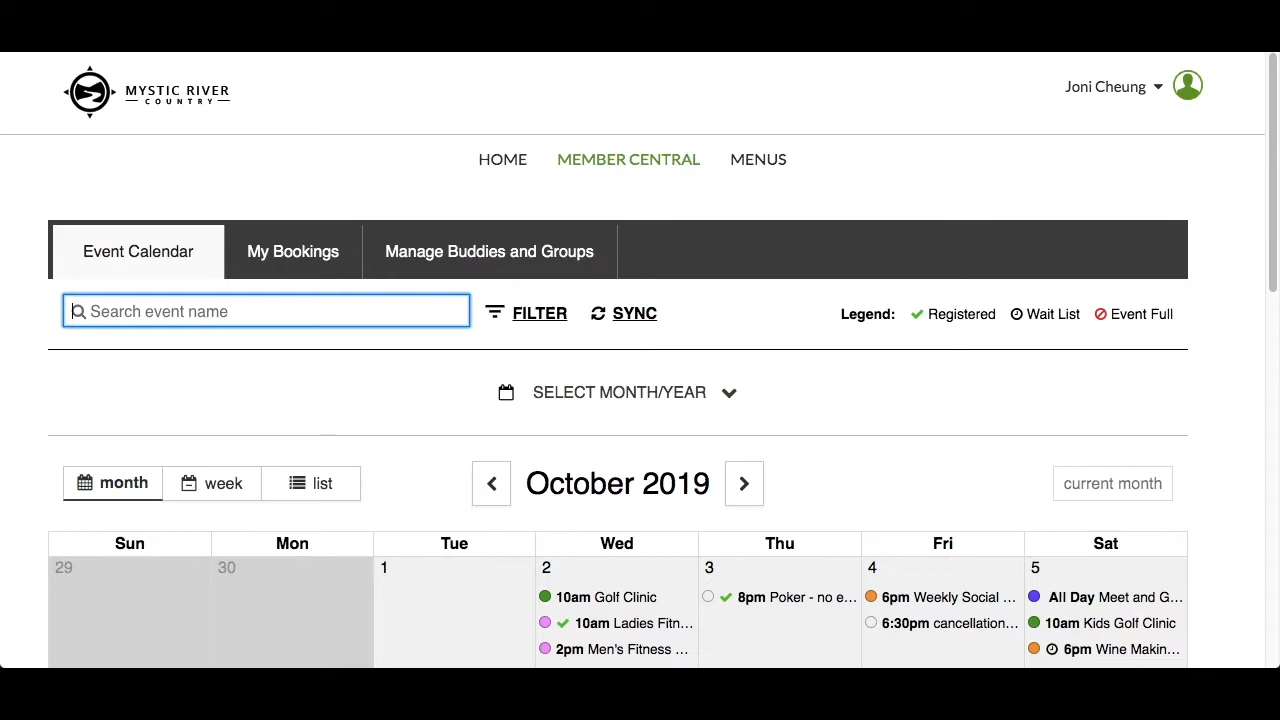 MYSTIC RIVER
COUNTRY
Joni Cheung
HOME MEMBER CENTRAL MENUS
Event Calendar My Bookings Manage Buddies and Groups
Search event name FILTER SYNC Legend: Registered Wait List Event Full
SELECT MONTH/YEAR
month week list October 2019 current month
Sun Mon Tue Wed Thu Fri Sat
29 30 1 2 3 4 5
10am Golf Clinic 8pm Poker - no e... 6pm Weekly Social ... All Day Meet and G...
10am Ladies Fitn... 6:30pm cancellation... 10am Kids Golf Clinic
2pm Men's Fitness ... 6pm Wine Makin...